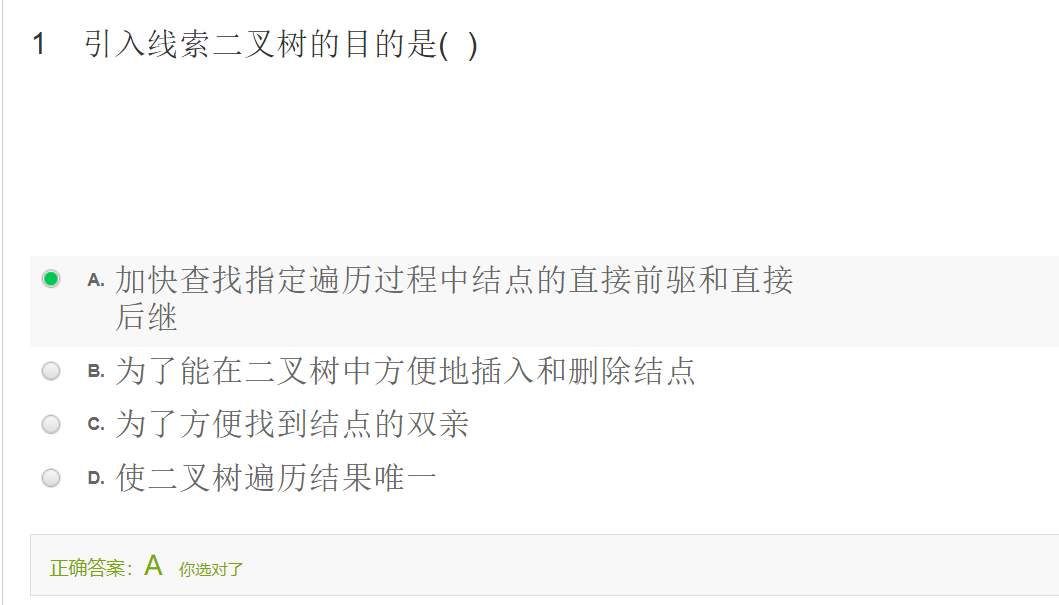 1 引入线索二叉树的目的是( )
A. 加快查找指定遍历过程中结点的直接前驱和直接
后继
B. 为了能在二叉树中方便地插入和删除结点
C. 为了方便找到结点的双亲
D. 使二叉树遍历结果唯一
正确答案：A 你选对了